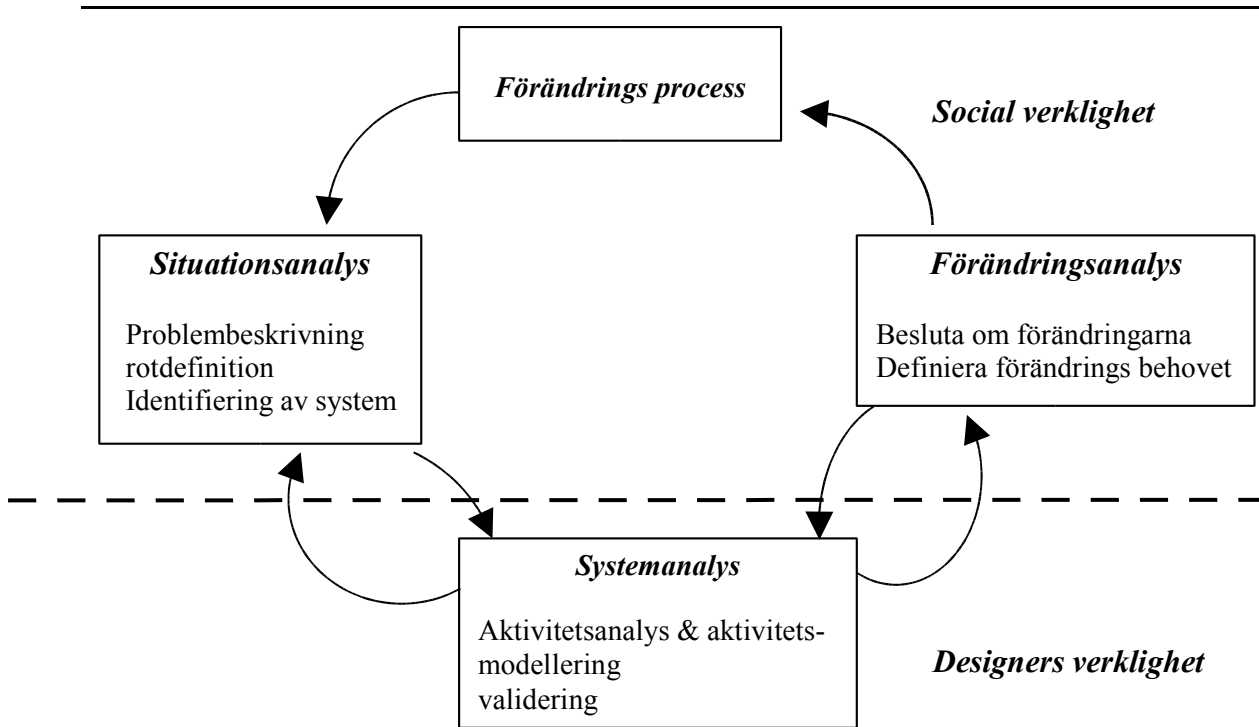 Förändrings process
Social verklighet
Situationsanalys
Problembeskrivning
rotdefinition
Identifiering av system
Förändringsanalys
Besluta om förändringarna
Definiera förändrings behovet
Systemanalys
Aktivitetsanalys & aktivitets-
modellering
validering
Designers verklighet